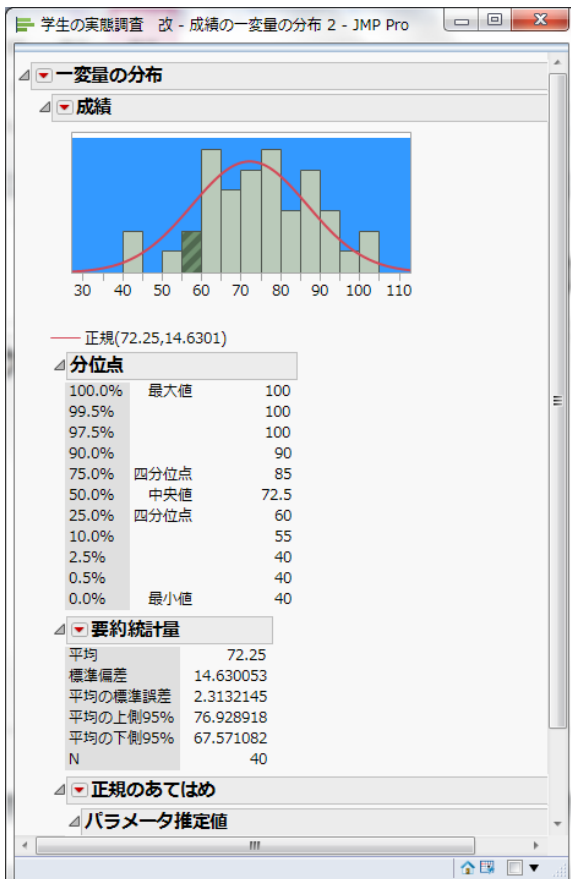 学生の実態調査 改 - 成績の一変量の分布 2 - JMP Pro
一変量の分布
成績
30 40 50 60 70 80 90 100 110
正規(72.25,14.6301)
分位点
100.0% 最大値 100
99.5% 100
97.5% 100
90.0% 90
75.0% 四分位点 85
50.0% 中央値 72.5
25.0% 四分位点 60
10.0% 55
2.5% 40
0.5% 40
0.0% 最小値 40
要約統計量
平均 72.25
標準偏差 14.630053
平均の標準誤差 2.3132145
平均の上側95% 76.928918
平均の下側95% 67.571082
N 40
正規のあてはめ
パラメータ推定値